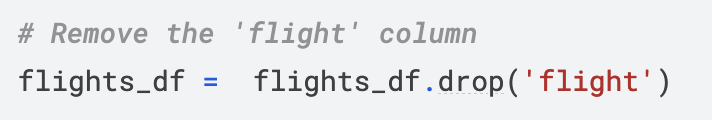 # Remove the 'flight' column
flights_df =  flights_df.drop('flight')